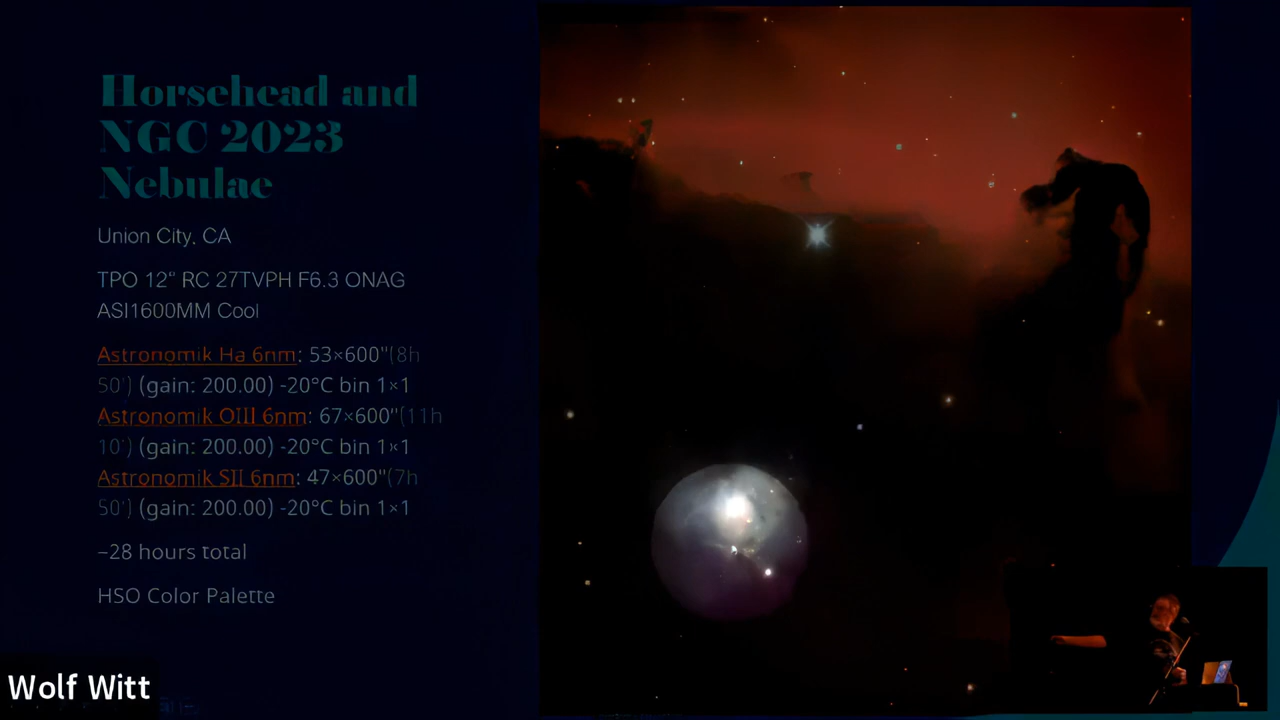 Horsehead and
NGC 2023
Nebulae
Union City, CA
TPO 12" RC 27TVPH F6.3 ONAG
ASI1600MM Cool
Astronomik Ha 6nm: 53×600"(8h
50') (gain: 200.00) -20°C bin 1×1
Astronomik OIII 6nm: 67×600"(11h
10') (gain: 200.00) -20°C bin 1×1
Astronomik SII 6nm: 47×600"(7h
50') (gain: 200.00) -20°C bin 1×1
~28 hours total
HSO Color Palette
Wolf Witt